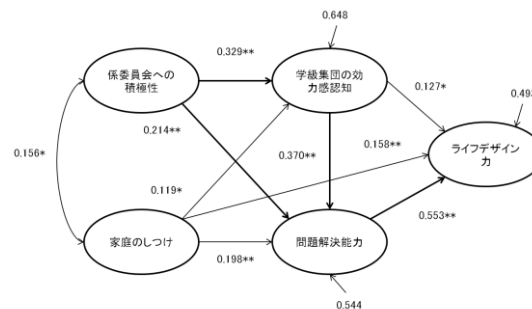 0.648
0.329**
係委員会への
積極性
学級集団の効
力感認知
0.127*
0.493
0.214**
0.156*
0.158**
ライフデザイン
力
0.370**
0.119*
0.553**
家庭のしつけ
問題解決能力
0.198**
0.544